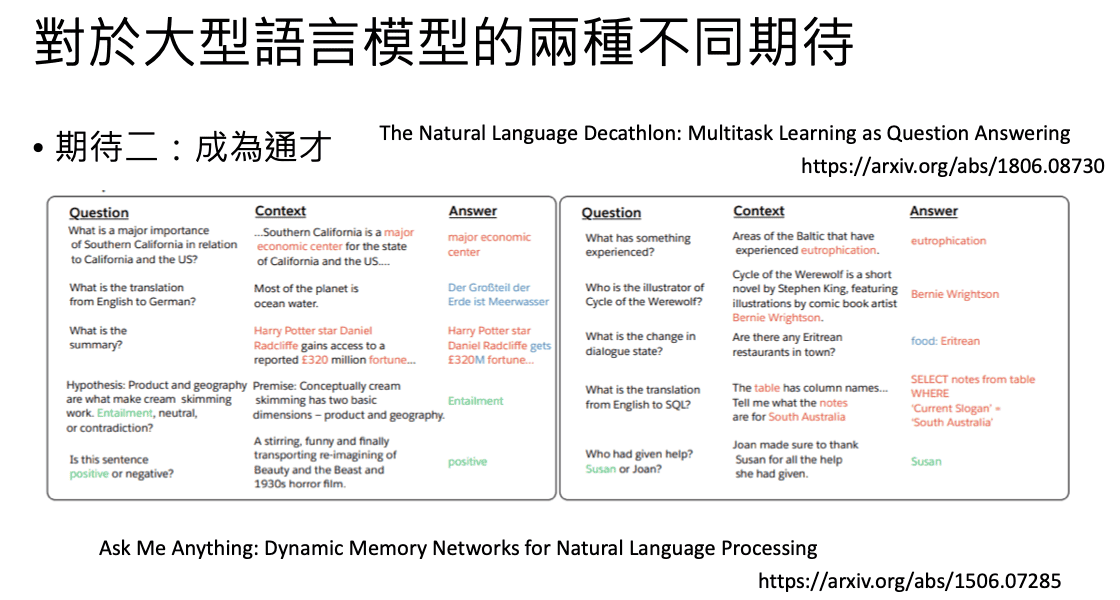 對於大型語言模型的兩種不同期待
• 期待二：成為通才
The Natural Language Decathlon: Multitask Learning as Question Answering
https://arxiv.org/abs/1806.08730
Question
What is a major importance
of Southern California in relation
to California and the US?
Context
...Southern California is a major
economic center for the state
of California and the US....
Answer
major economic
center
What is the translation
from English to German?
Most of the planet is
ocean water.
Der Großteil der
Erde ist Meerwasser
What is the
summary?
Harry Potter star Daniel
Radcliffe gains access to a
reported £320 million fortune...
Harry Potter star
Daniel Radcliffe gets
£320M fortune...
Hypothesis: Product and geography
are what make cream skimming
work. Entailment, neutral,
or contradiction?
Premise: Conceptually cream
skimming has two basic
dimensions – product and geography.
Entailment
Is this sentence
positive or negative?
A stirring, funny and finally
transporting re-imagining of
Beauty and the Beast and
1930s horror film.
positive
Question
What has something
experienced?
Context
Areas of the Baltic that have
experienced eutrophication.
Answer
eutrophication
Who is the illustrator of
Cycle of the Werewolf?
Cycle of the Werewolf is a short
novel by Stephen King, featuring
illustrations by comic book artist
Bernie Wrightson.
Bernie Wrightson
What is the change in
dialogue state?
Are there any Eritrean
restaurants in town?
food: Eritrean
What is the translation
from English to SQL?
The table has column names...
Tell me what the notes
are for South Australia
SELECT notes from table
WHERE
'Current Slogan' =
'South Australia'
Who had given help?
Susan or Joan?
Joan made sure to thank
Susan for all the help
she had given.
Susan
Ask Me Anything: Dynamic Memory Networks for Natural Language Processing
https://arxiv.org/abs/1506.07285